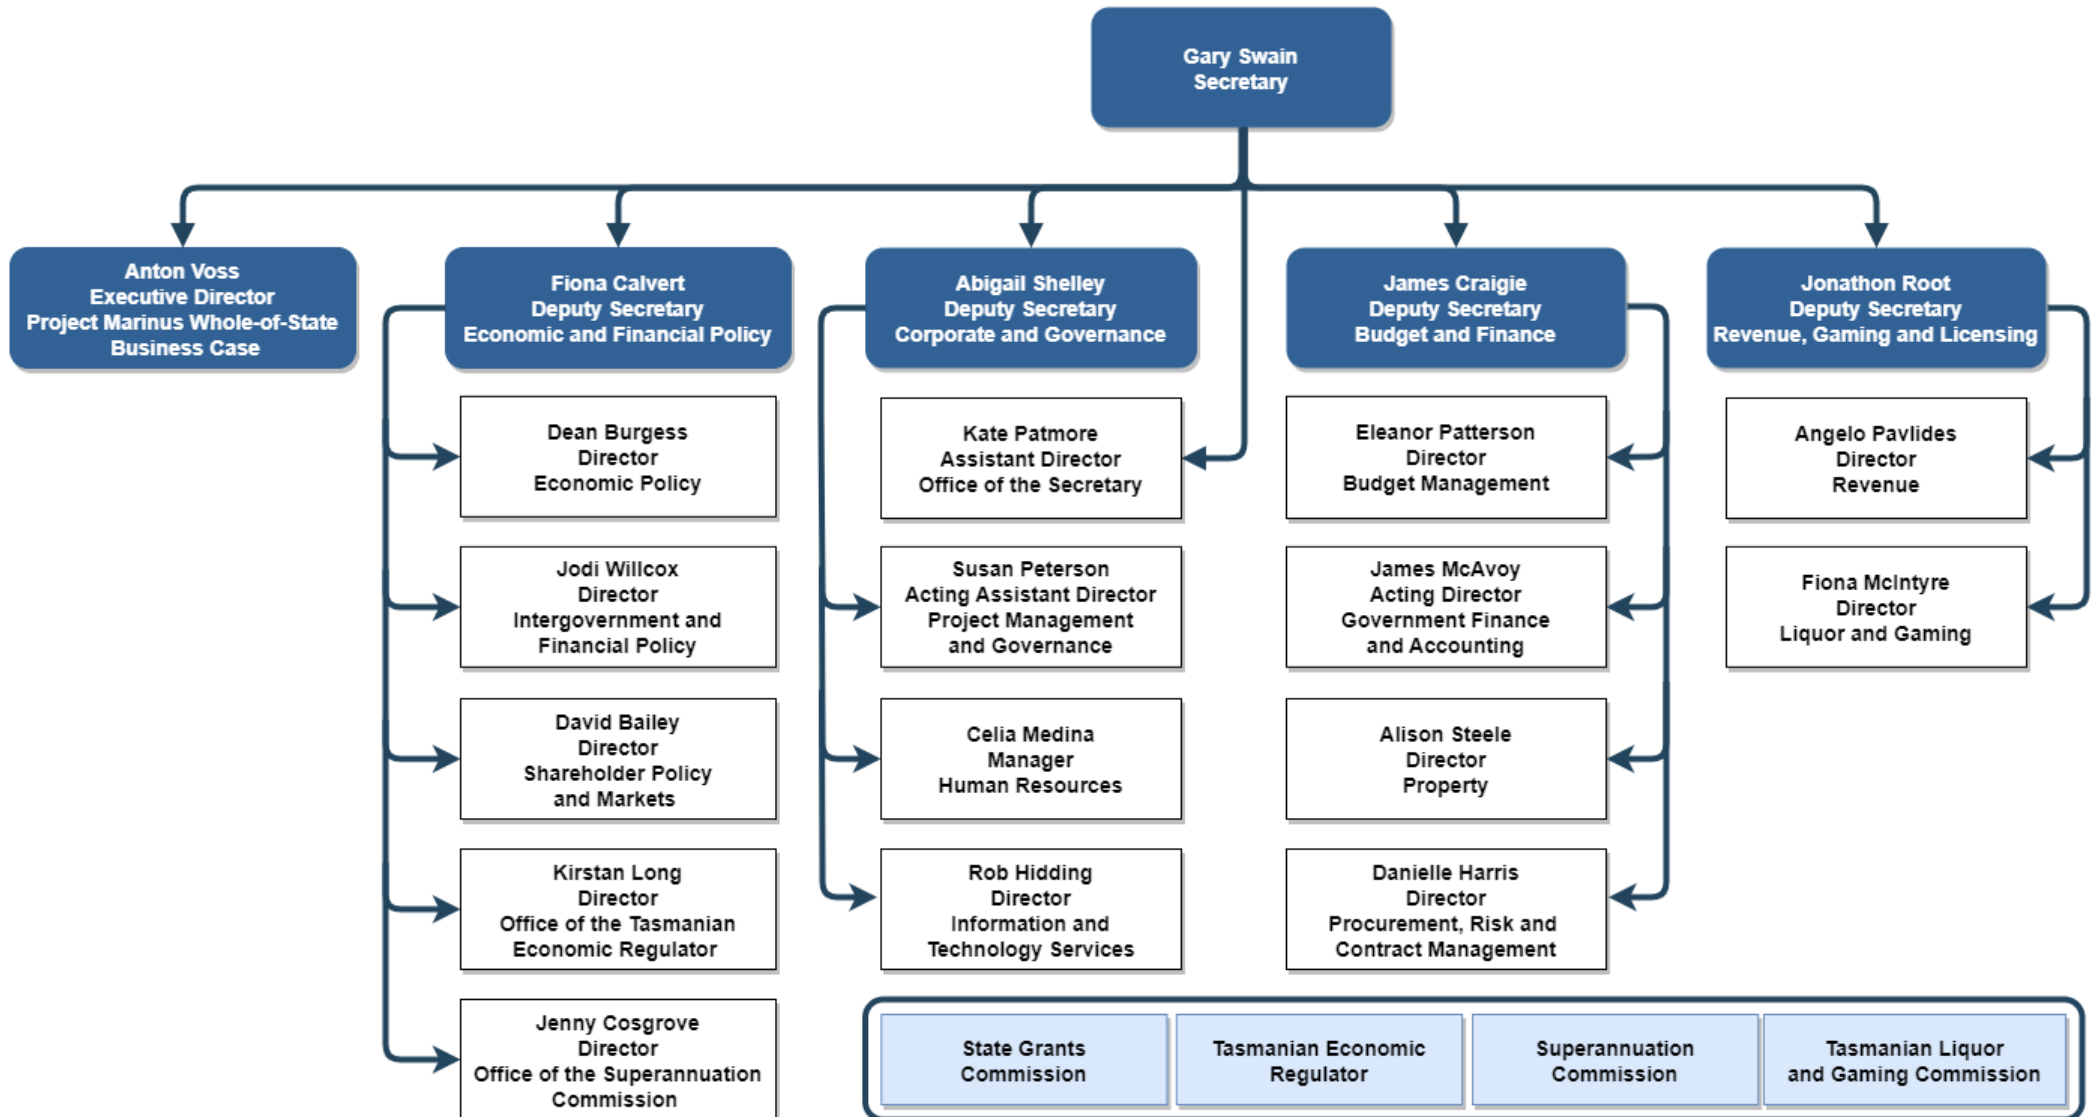 Gary Swain
Secretary
Anton Voss
Executive Director
Project Marinus Whole-of-State
Business Case
Fiona Calvert
Deputy Secretary
Economic and Financial Policy
Abigail Shelley
Deputy Secretary
Corporate and Governance
James Craigie
Deputy Secretary
Budget and Finance
Jonathon Root
Deputy Secretary
Revenue, Gaming and Licensing
Dean Burgess
Director
Economic Policy
Kate Patmore
Assistant Director
Office of the Secretary
Eleanor Patterson
Director
Budget Management
Angelo Pavlides
Director
Revenue
Jodi Willcox
Director
Intergovernment and
Financial Policy
Susan Peterson
Acting Assistant Director
Project Management
and Governance
James McAvoy
Acting Director
Government Finance
and Accounting
Fiona McIntyre
Director
Liquor and Gaming
David Bailey
Director
Shareholder Policy
and Markets
Celia Medina
Manager
Human Resources
Alison Steele
Director
Property
Kirstan Long
Director
Office of the Tasmanian
Economic Regulator
Rob Hidding
Director
Information and
Technology Services
Danielle Harris
Director
Procurement, Risk and
Contract Management
Jenny Cosgrove
Director
Office of the Superannuation
Commission
State Grants
Commission
Tasmanian Economic
Regulator
Superannuation
Commission
Tasmanian Liquor
and Gaming Commission